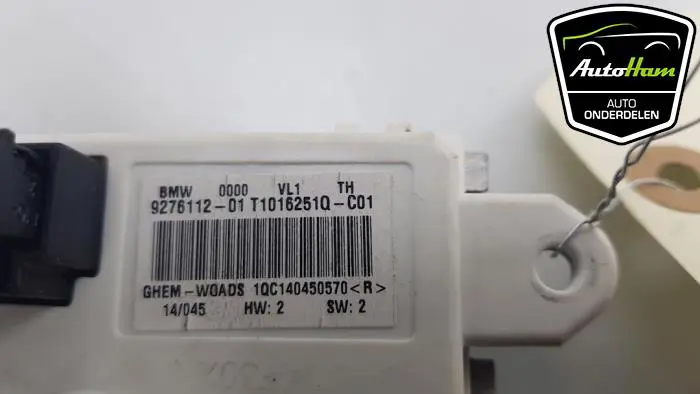 AutoHam
AUTO
ONDERDELEN
BMW 0000 VL1 TH
9276112-01 T1016251Q-C01
GHEM-WOADS 1QC140450570<R>
14/045 HW: 2 SW: 2